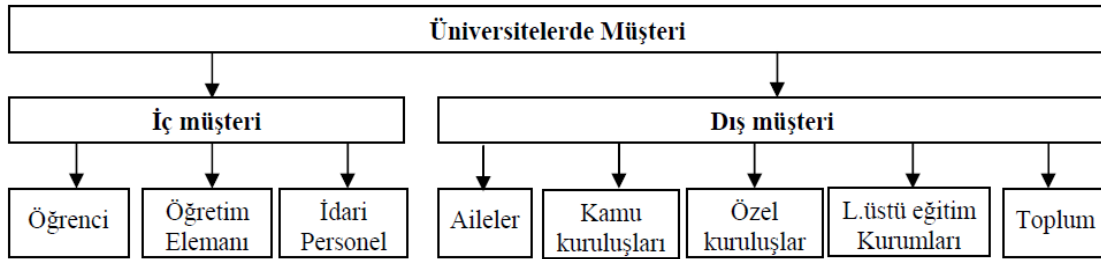 Üniversitelerde Müşteri
İç müşteri
Dış müşteri
Öğrenci
Öğretim
Elemanı
İdari
Personel
Aileler
Kamu
kuruluşları
Özel
kuruluşlar
L.üstü eğitim
Kurumları
Toplum